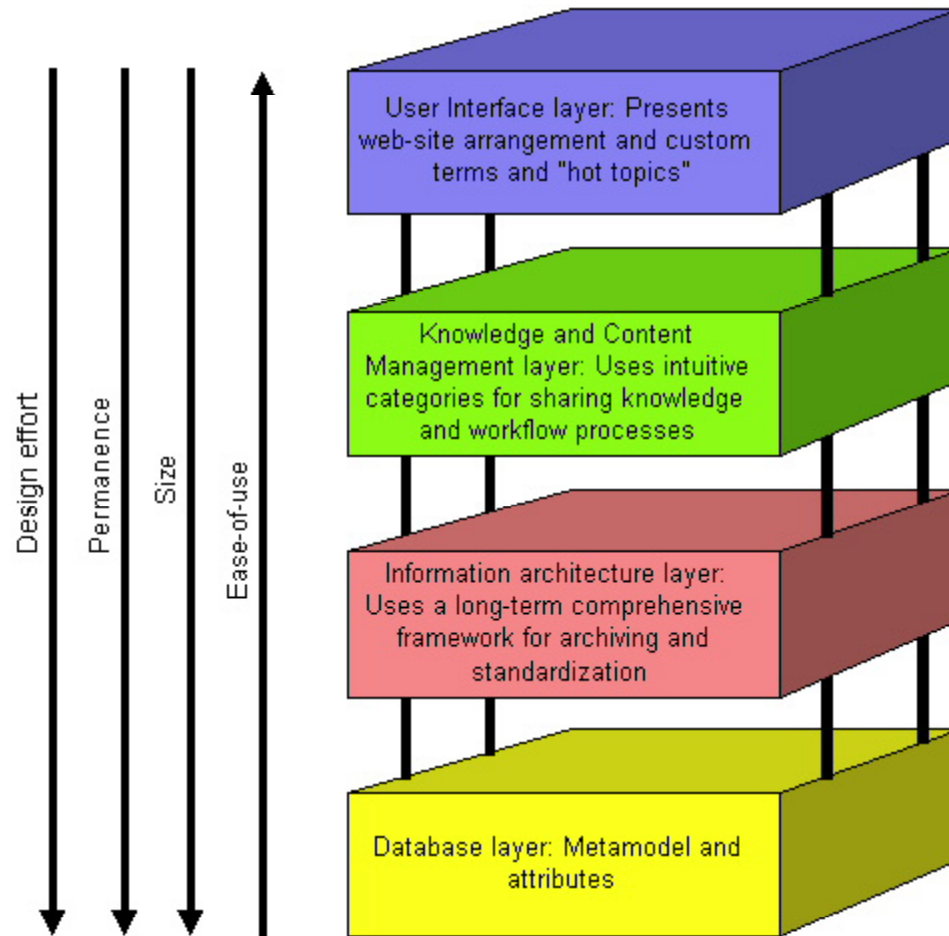 User Interface layer: Presents
web-site arrangement and custom
terms and "hot topics"
Knowledge and Content
Management layer: Uses intuitive
categories for sharing knowledge
and workflow processes
Information architecture layer:
Uses a long-term comprehensive
framework for archiving and
standardization
Database layer: Metamodel and
attributes
Design effort
Permanence
Size
Ease-of-use